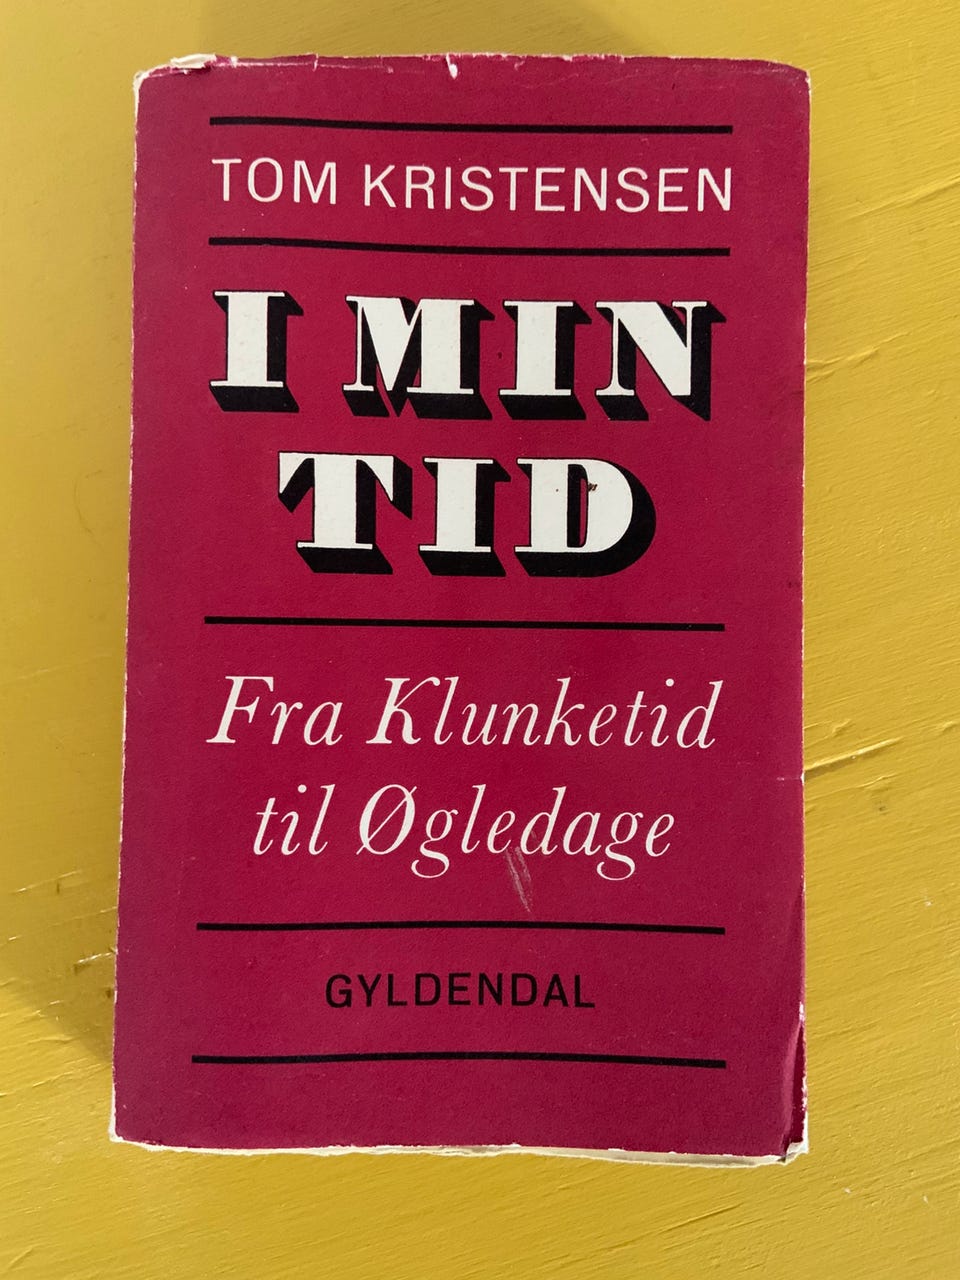 TOM KRISTENSEN
I MIN
TID
Fra Klunketid
til Øgledage
GYLDENDAL